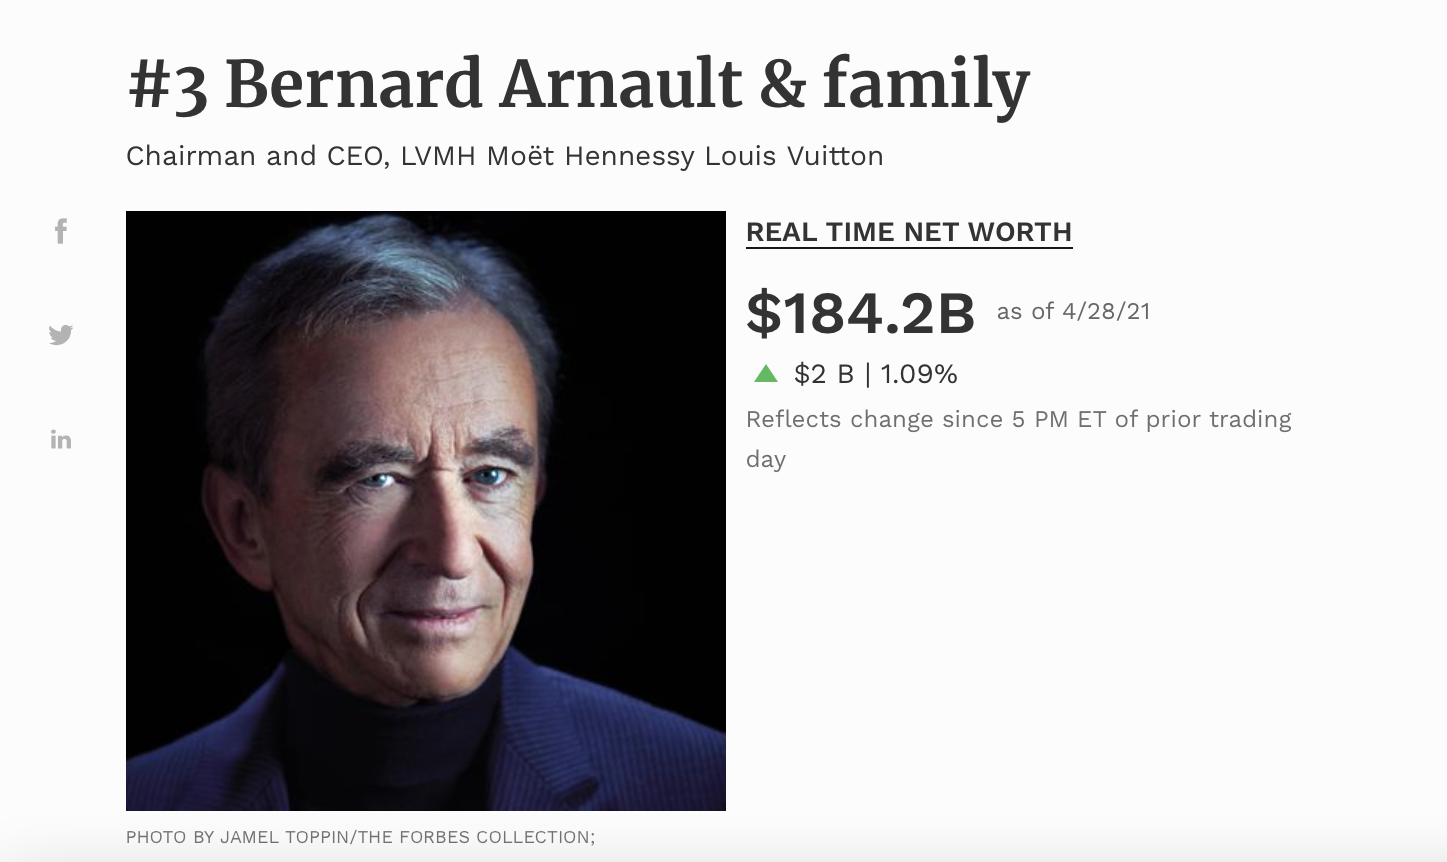 #3 Bernard Arnault & family
Chairman and CEO, LVMH Moët Hennessy Louis Vuitton
REAL TIME NET WORTH
$184.2B as of 4/28/21
$2 B | 1.09%
Reflects change since 5 PM ET of prior trading
day
PHOTO BY JAMEL TOPPIN/THE FORBES COLLECTION;